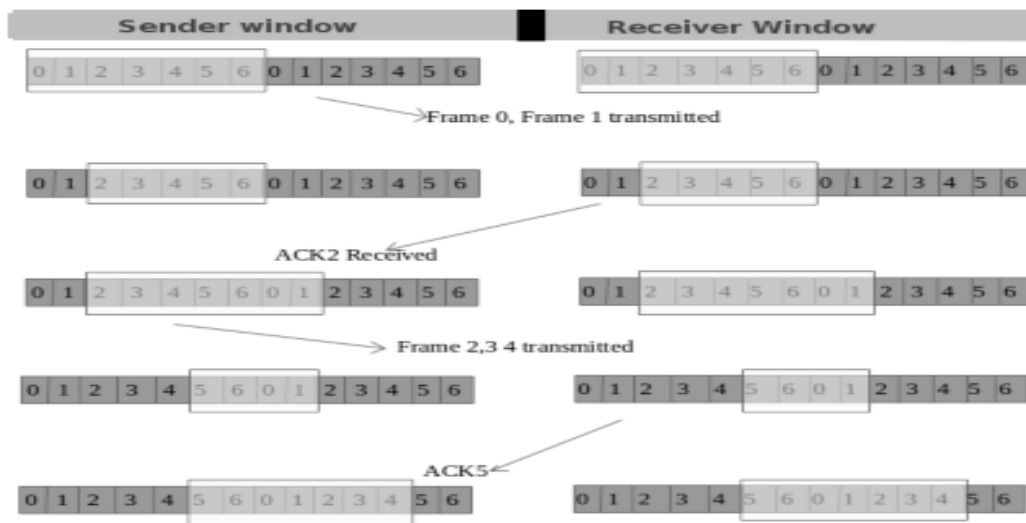 Sender window Receiver Window
0 1 2 3 4 5 6 0 1 2 3 4 5 6 0 1 2 3 4 5 6 0 1 2 3 4 5 6
Frame 0, Frame 1 transmitted
0 1 2 3 4 5 6 0 1 2 3 4 5 6 0 1 2 3 4 5 6 0 1 2 3 4 5 6
ACK2 Received
0 1 2 3 4 5 6 0 1 2 3 4 5 6 0 1 2 3 4 5 6 0 1 2 3 4 5 6
Frame 2,3 4 transmitted
0 1 2 3 4 5 6 0 1 2 3 4 5 6 0 1 2 3 4 5 6 0 1 2 3 4 5 6
ACK5
0 1 2 3 4 5 6 0 1 2 3 4 5 6 0 1 2 3 4 5 6 0 1 2 3 4 5 6